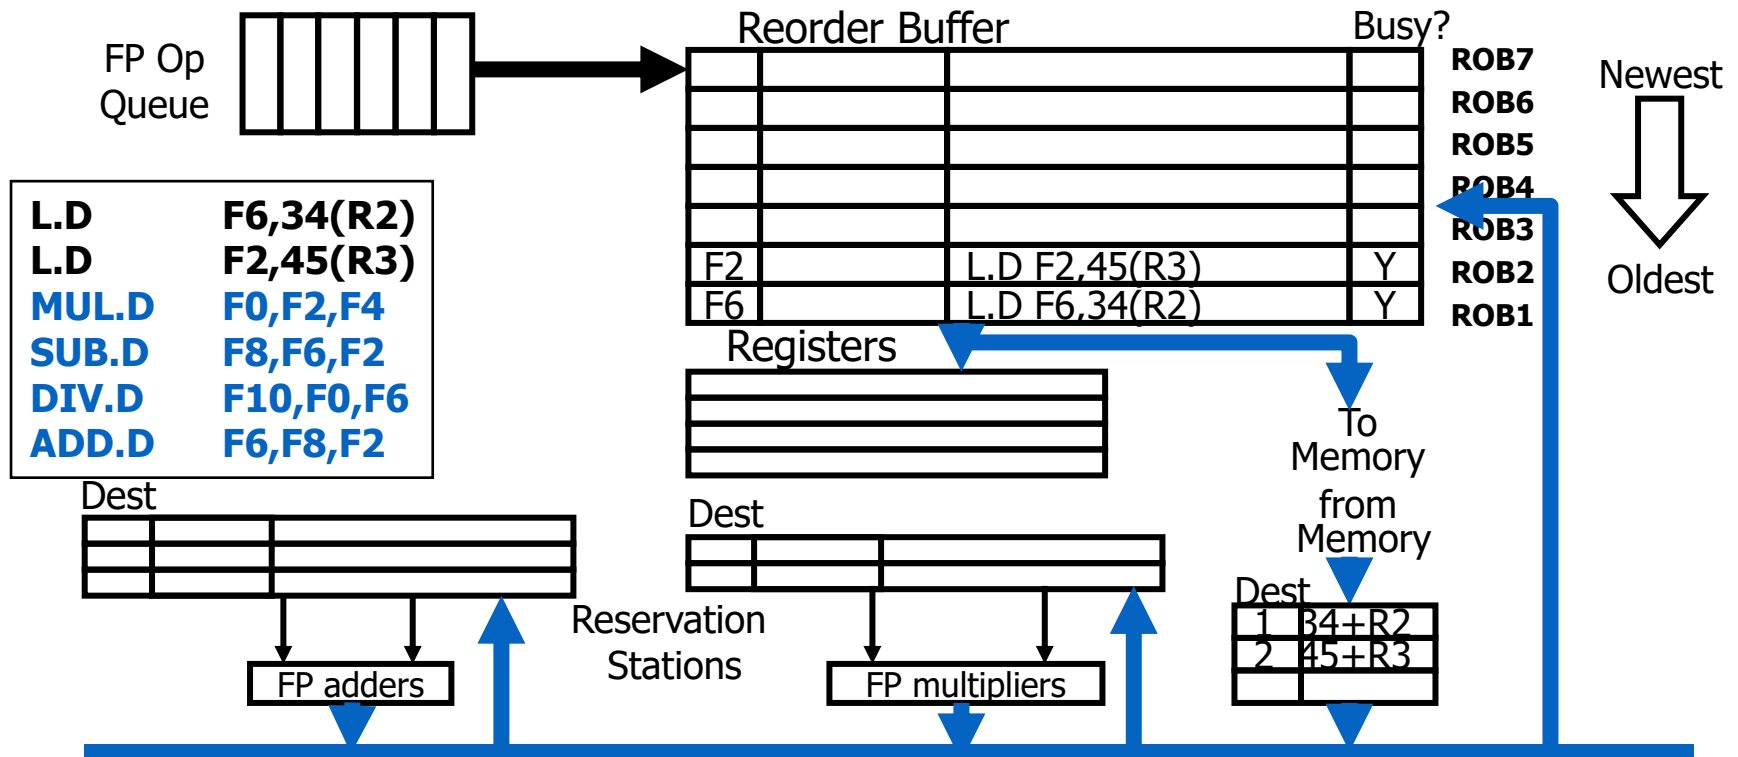 Reorder Buffer
Busy?
FP Op
Queue
ROB7
ROB6
ROB5
ROB4
ROB3
F2 L.D F2,45(R3) Y ROB2
F6 L.D F6,34(R2) Y ROB1
Newest
Oldest
L.D F6,34(R2)
L.D F2,45(R3)
MUL.D F0,F2,F4
SUB.D F8,F6,F2
DIV.D F10,F0,F6
ADD.D F6,F8,F2
Registers
To
Memory
from
Memory
Dest
Dest
Dest
1 34+R2
2 45+R3
Reservation
Stations
FP adders
FP multipliers